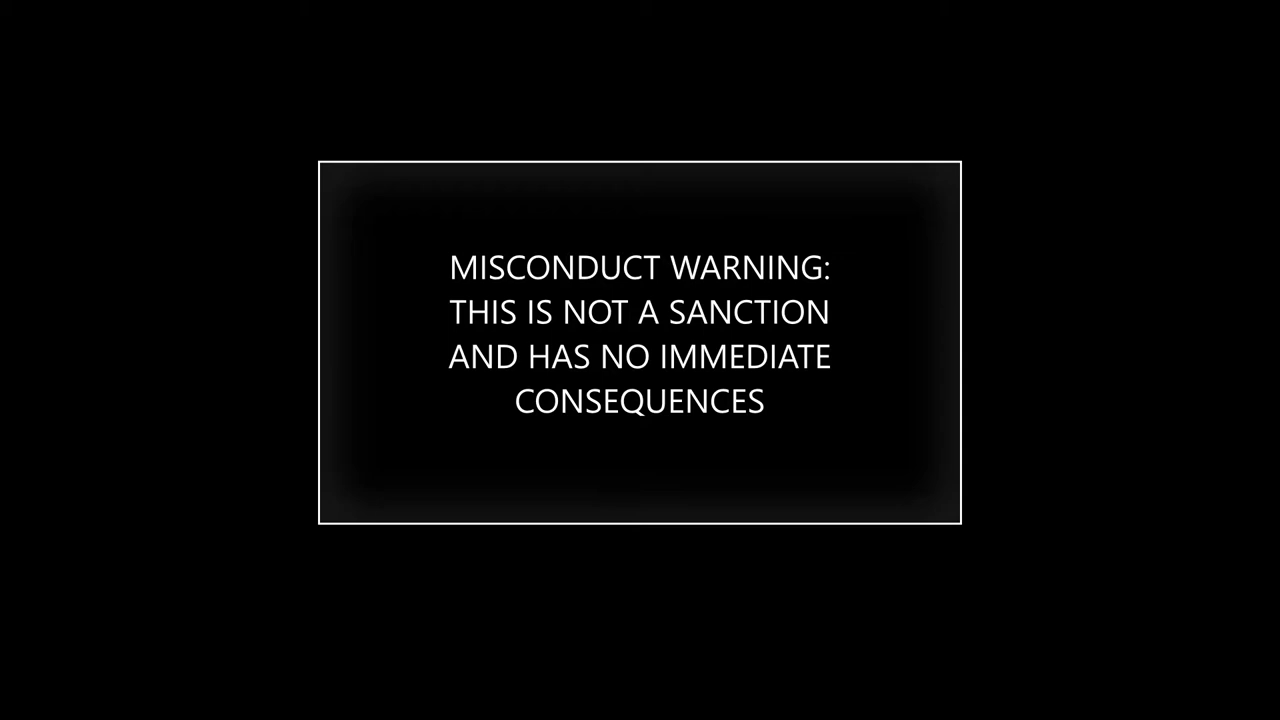 MISCONDUCT WARNING:
THIS IS NOT A SANCTION
AND HAS NO IMMEDIATE
CONSEQUENCES